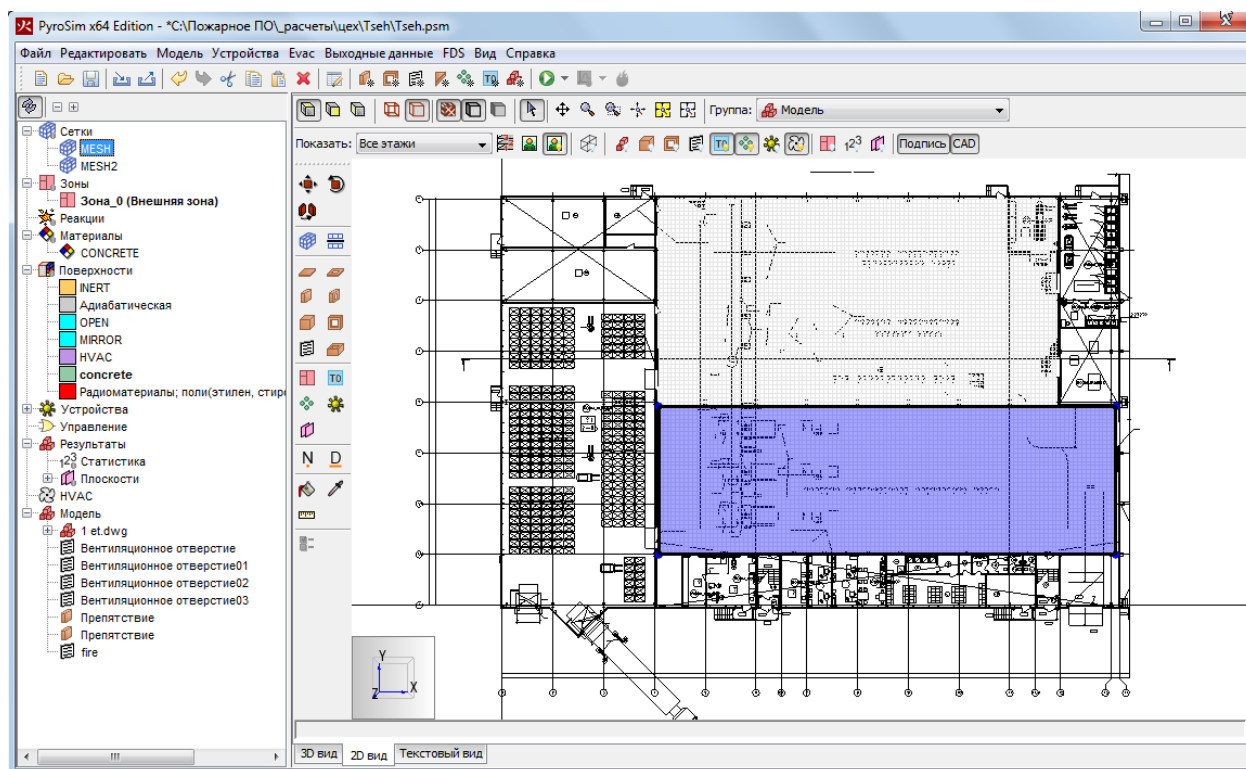 PyroSim x64 Edition - *C:\Пожарное ПО\_расчеты\цех\Tseh\Tseh.psm
Файл Редактировать Модель Устройства Evac Выходные данные FDS Вид Справка
Группа: Модель
Показать: Все этажи
Подпись CAD
Сетки
MESH
MESH2
Зоны
Зона_0 (Внешняя зона)
Реакции
Материалы
CONCRETE
Поверхности
INERT
Адиабатическая
OPEN
MIRROR
HVAC
concrete
Радиоматериалы; поли(этилен, стир
Устройства
Управление
Результаты
Статистика
Плоскости
HVAC
Модель
1 et.dwg
Вентиляционное отверстие
Вентиляционное отверстие01
Вентиляционное отверстие02
Вентиляционное отверстие03
Препятствие
Препятствие
fire
Y
Z
X
3D вид 2D вид Текстовый вид